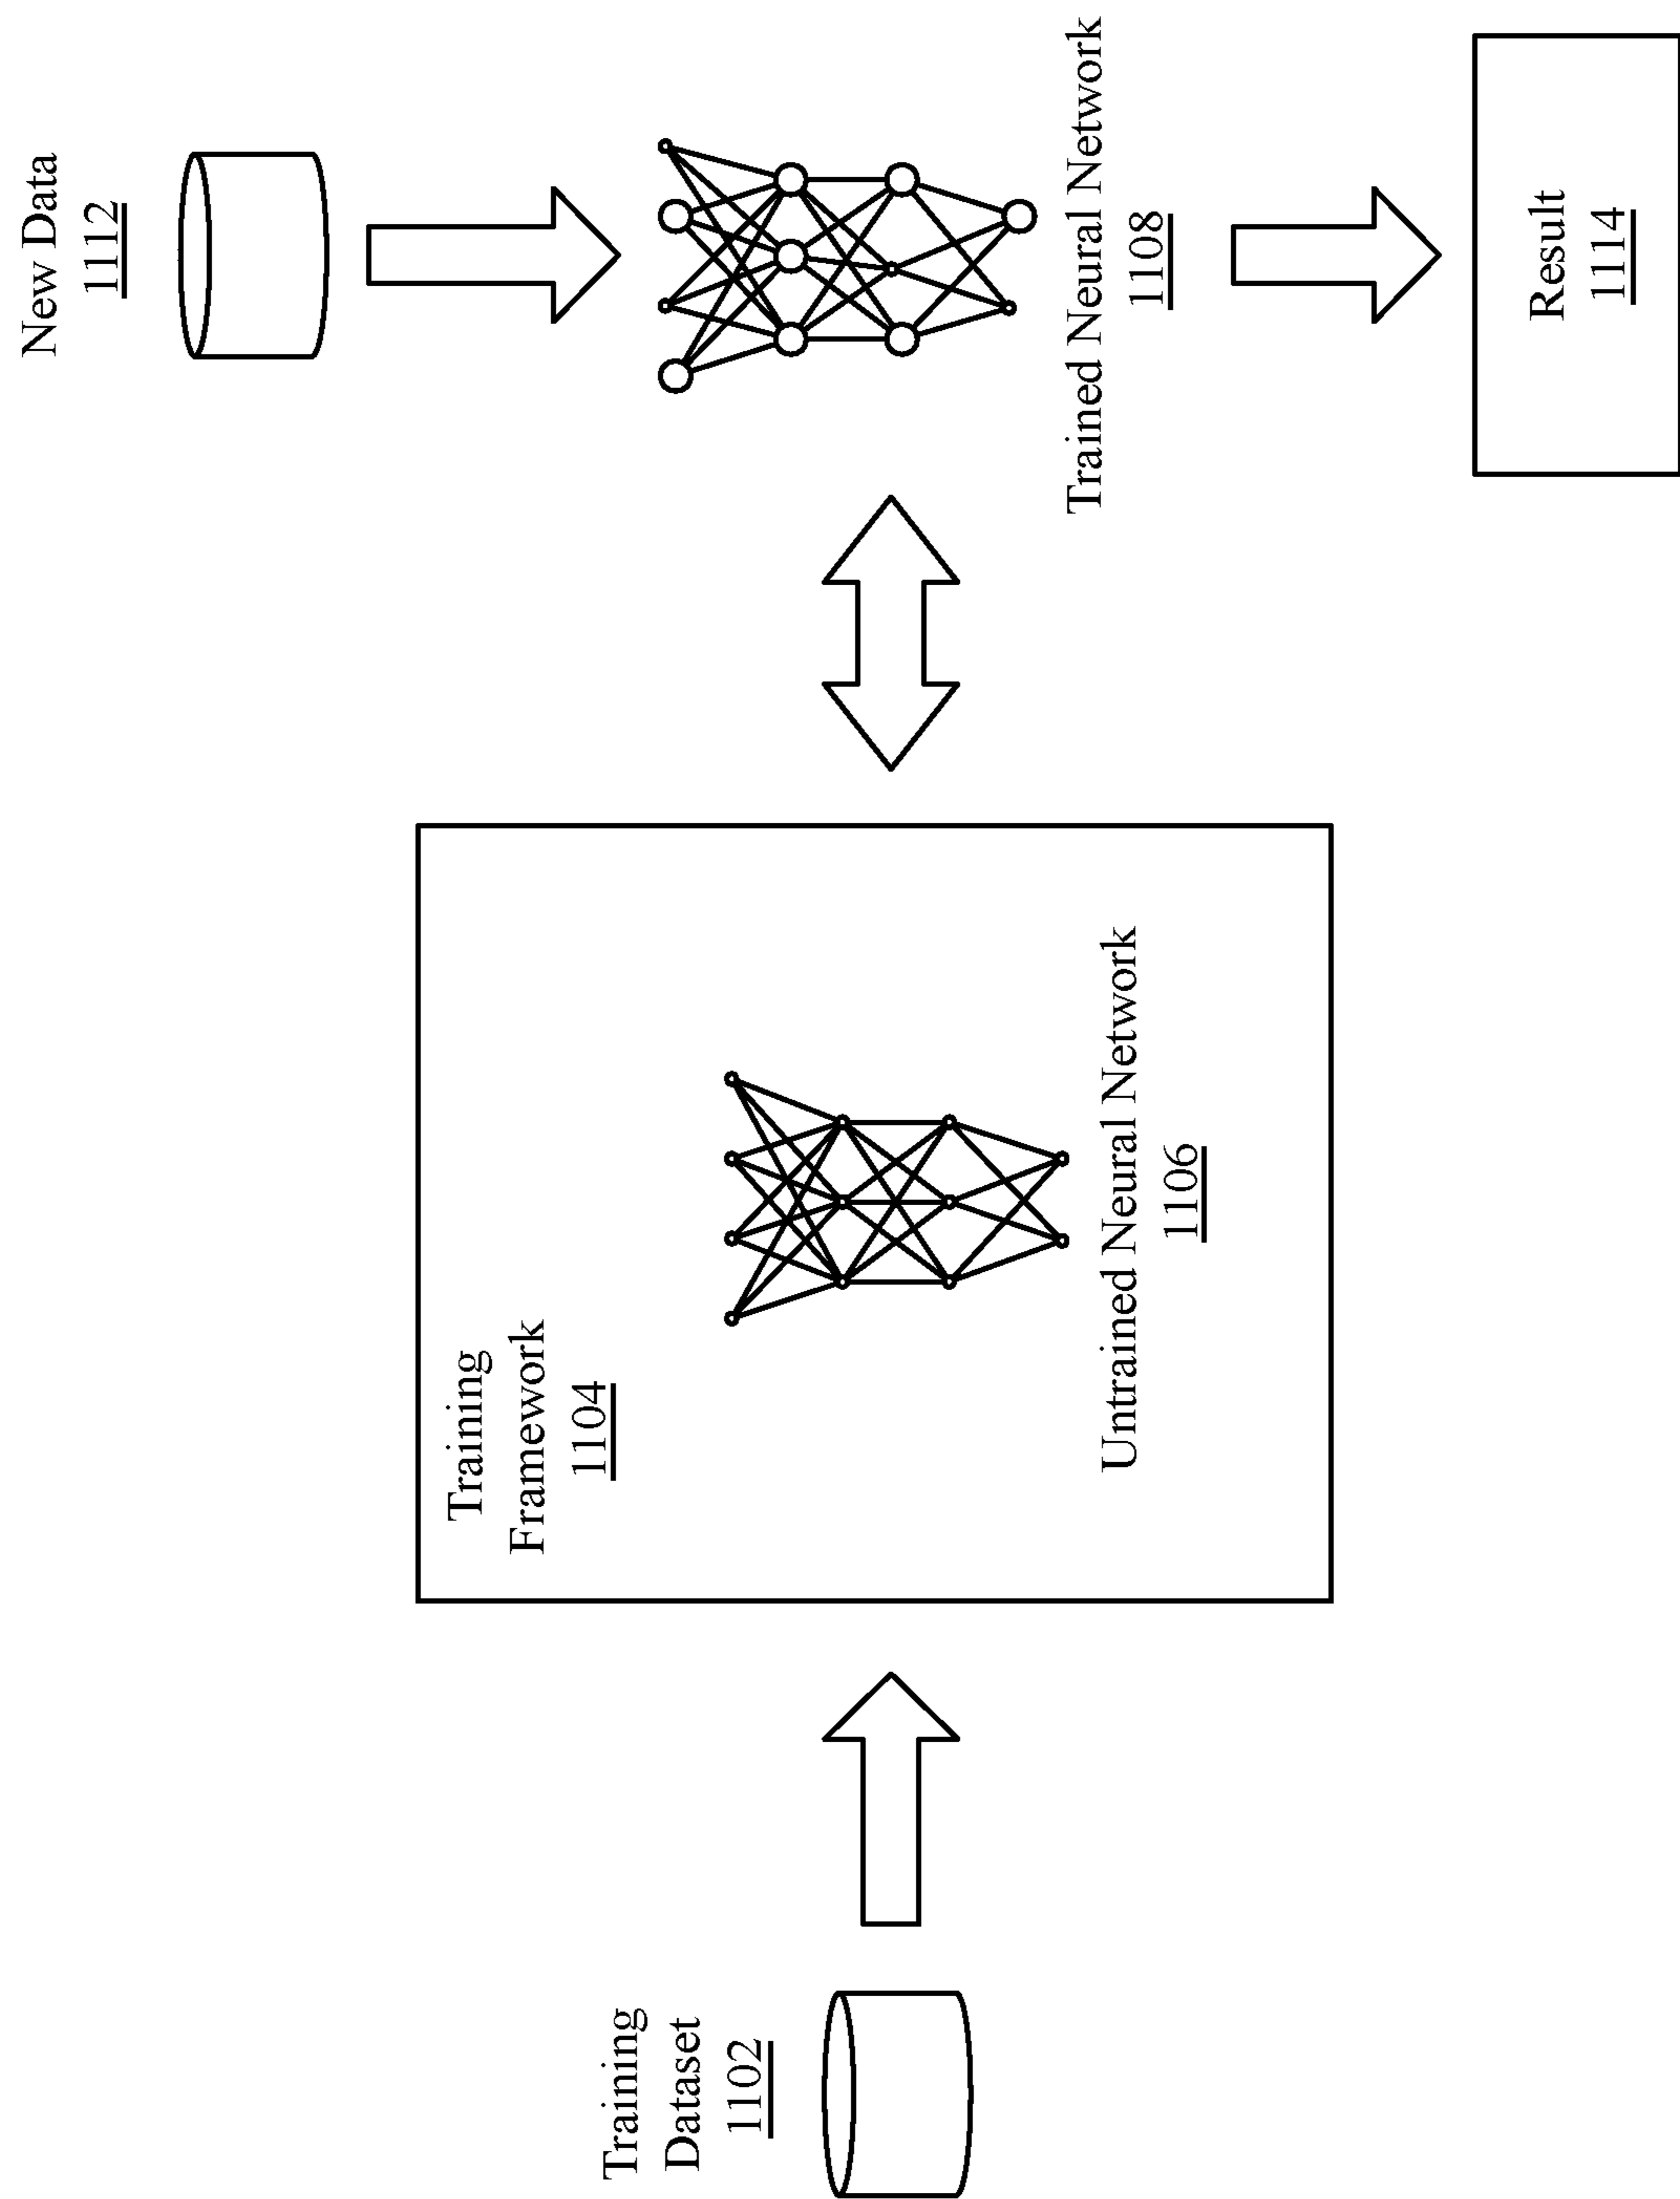 Training
Dataset
1102
Training
Framework
1104
Untrained Neural Network
1106
New Data
1112
Trained Neural Network
1108
Result
1114